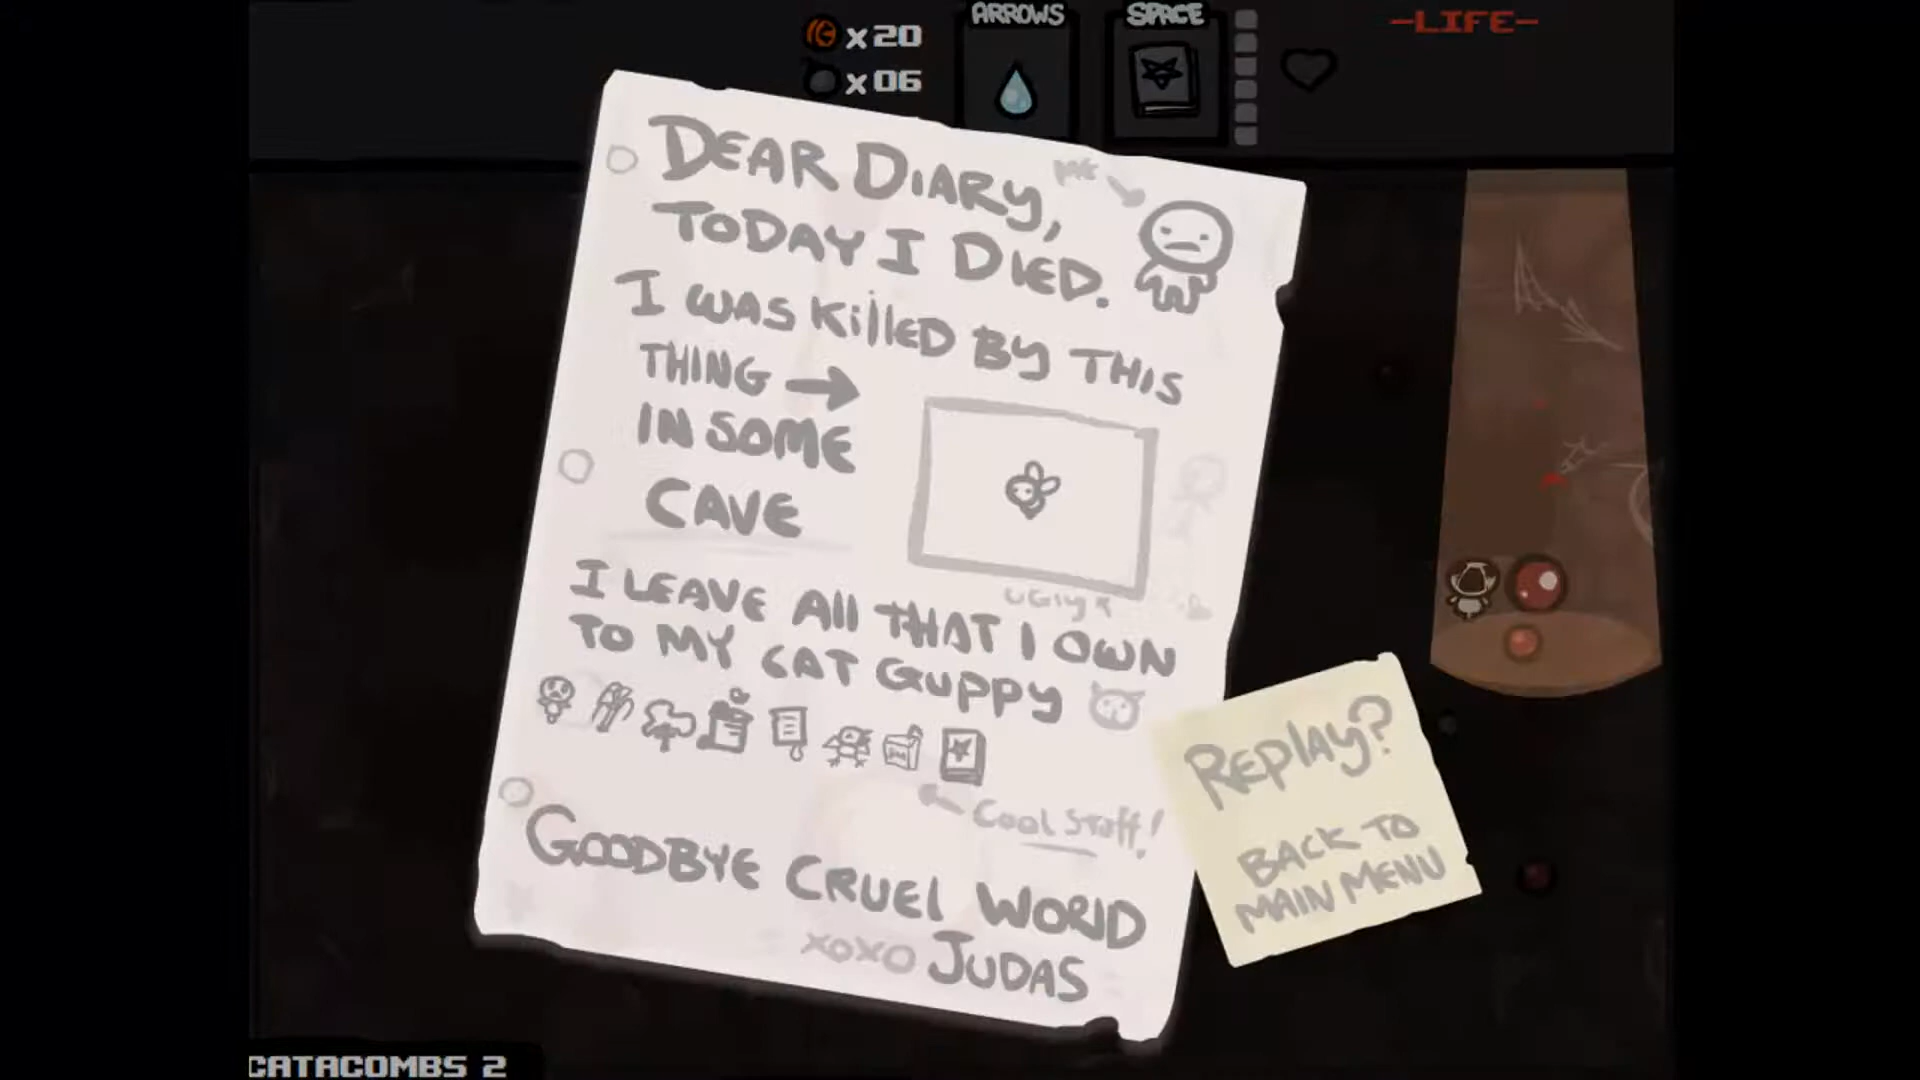 ARROWS
SPACE
-LIFE-
x20
x06
DEAR DIARY,
ME
TODAY I DIED.
I WAS KillED BY THIS
THING →
IN SOME
CAVE
UGLY
I LEAVE All THAT I OWN
TO MY CAT GUPPY
Cool Stuff!
GOODBYE CRUEl WORlD
XOXO JUDAS
REPlAY?
BACK TO
MAIN MENU
CATACOMBS 2